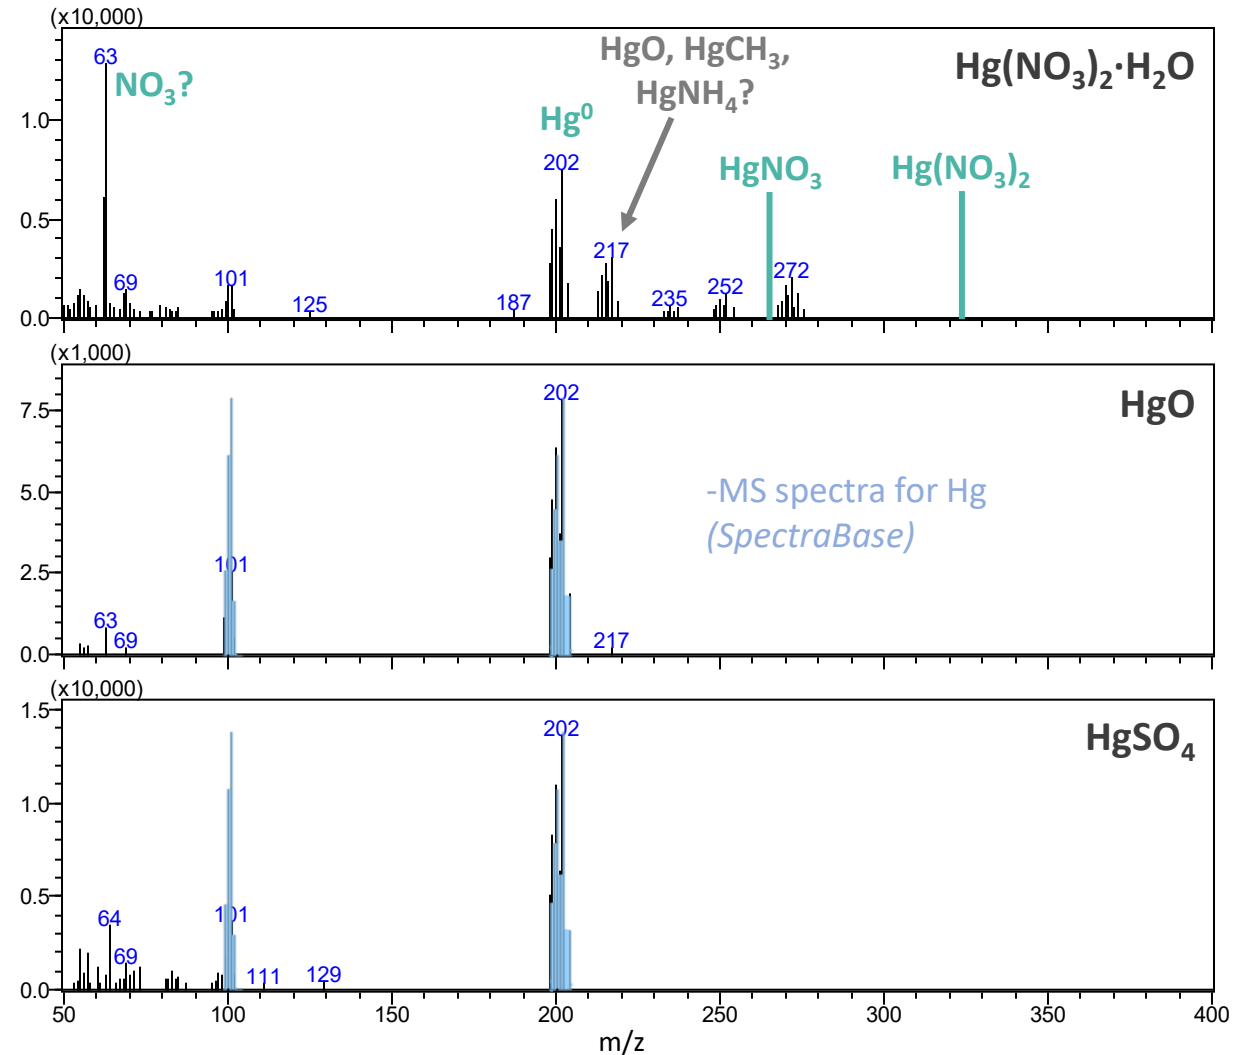 (x10,000)
63
NO₃?
HgO, HgCH₃,
HgNH₄?
Hg(NO₃)₂·H₂O
Hg⁰
202
HgNO₃
Hg(NO₃)₂
1.0
0.5
0.0
69
101
125
187
217
235
252
272
(x1,000)
HgO
202
7.5
5.0
2.5
0.0
-MS spectra for Hg
(SpectraBase)
101
63
69
217
(x10,000)
1.5
1.0
0.5
0.0
HgSO₄
202
64
69
101
111
129
50
100
150
200
250
300
350
400
m/z